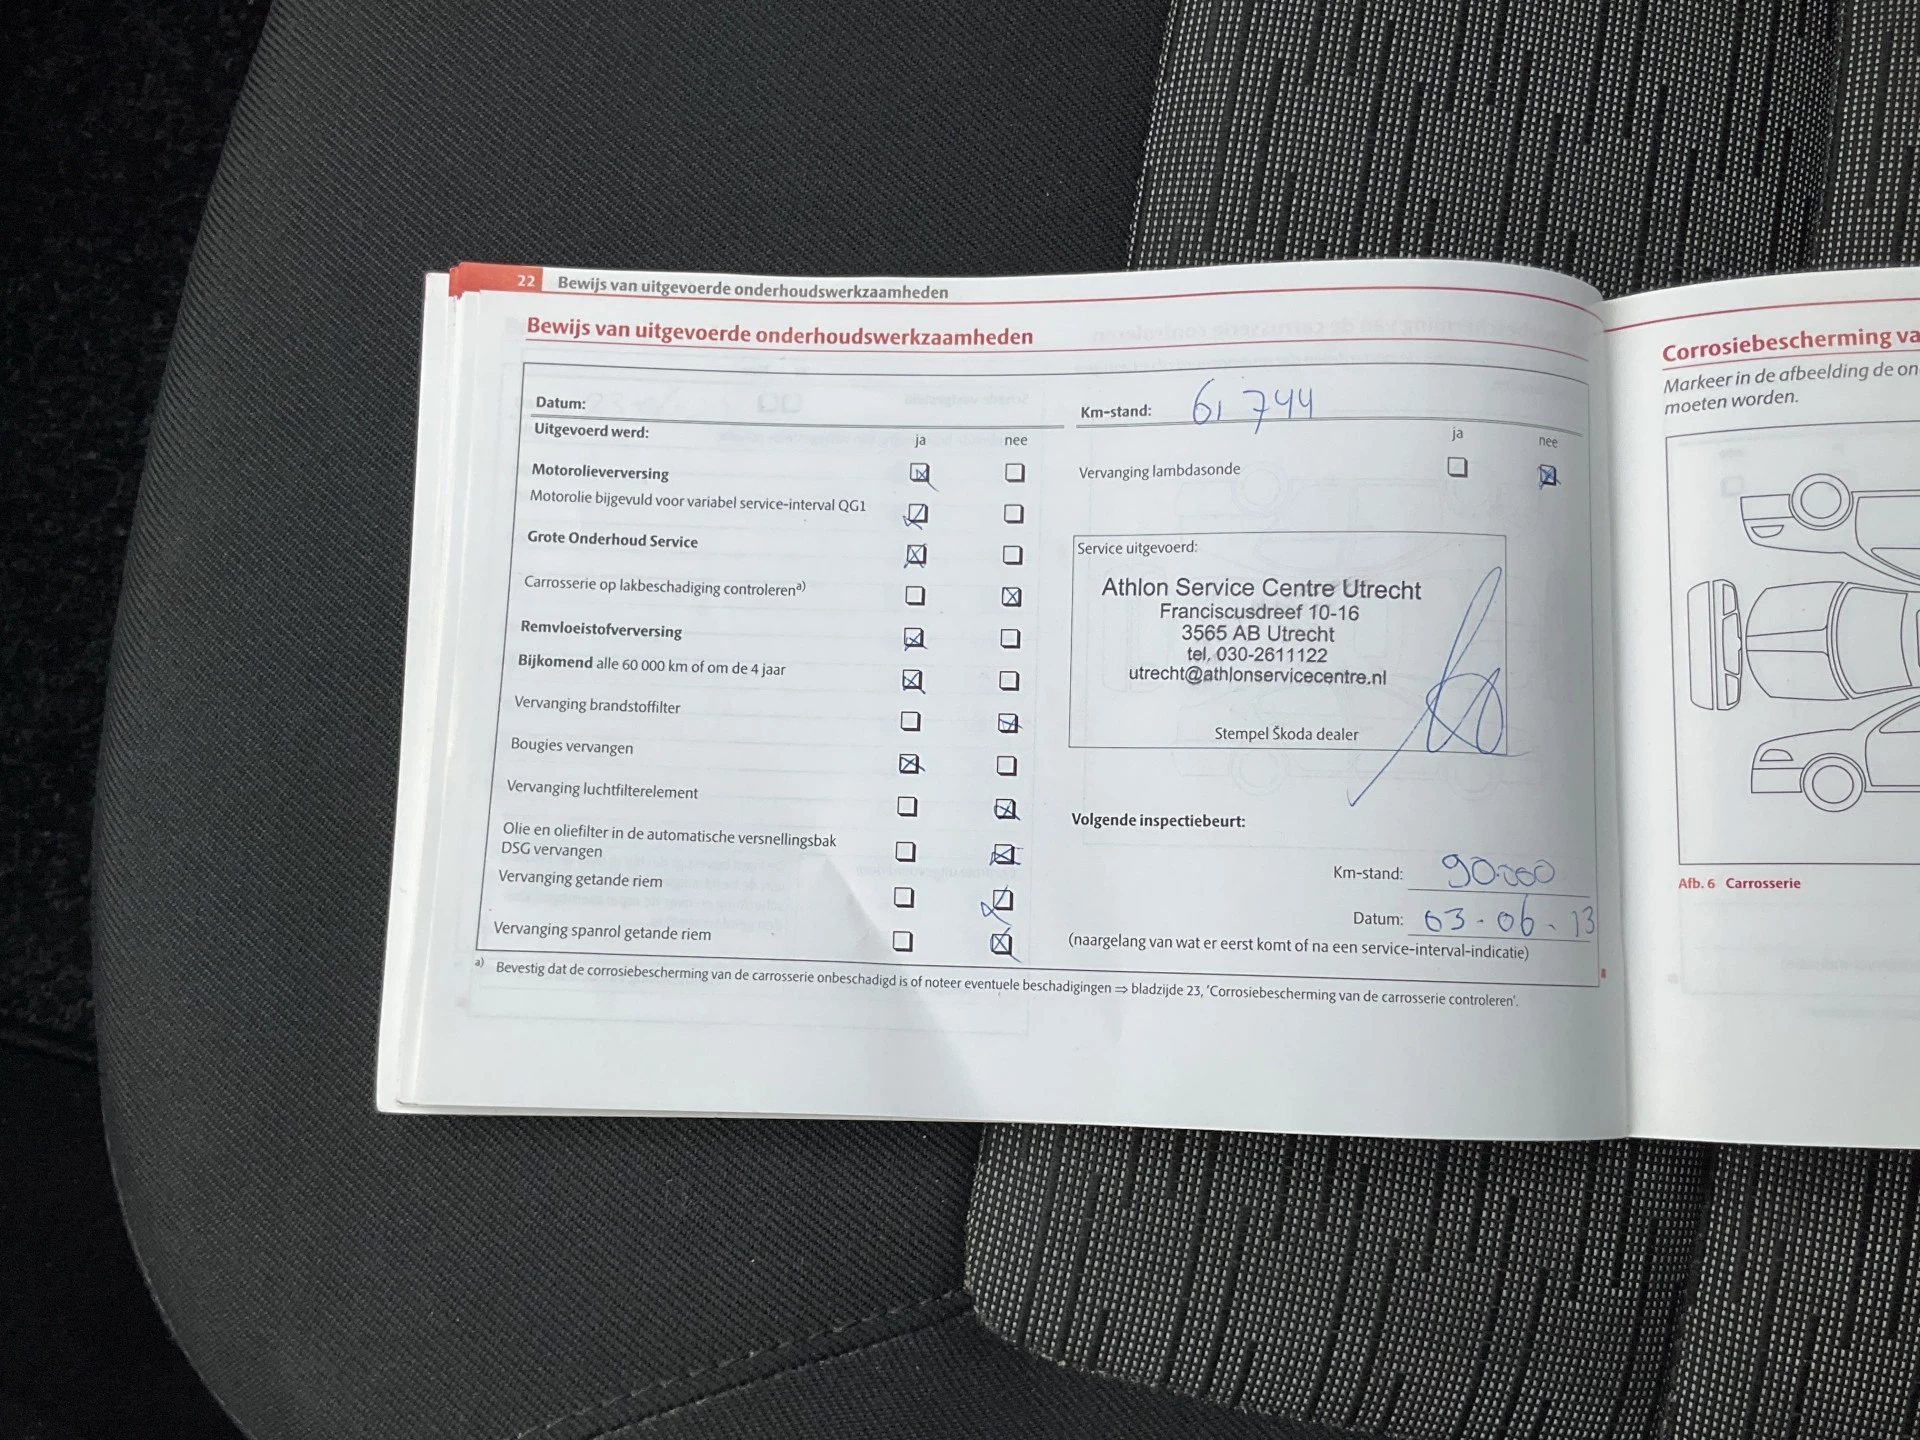 22 Bewijs van uitgevoerde onderhoudswerkzaamheden
Bewijs van uitgevoerde onderhoudswerkzaamheden
Datum:
Uitgevoerd werd:
ja nee
Motorolieverversing
Motorolie bijgevuld voor variabel service-interval QG1
Grote Onderhoud Service
Carrosserie op lakbeschadiging controlerenª⁾
Remvloeistofverversing
Bijkomend alle 60 000 km of om de 4 jaar
Vervanging brandstoffilter
Bougies vervangen
Vervanging luchtfilterelement
Olie en oliefilter in de automatische versnellingsbak
DSG vervangen
Vervanging getande riem
Vervanging spanrol getande riem
Km-stand: 61744
ja nee
Vervanging lambdasonde
Service uitgevoerd:
Athlon Service Centre Utrecht
Franciscusdreef 10-16
3565 AB Utrecht
tel. 030-2611122
utrecht@athlonservicecentre.nl
Stempel Škoda dealer
Volgende inspectiebeurt:
Km-stand: 90.000
Datum: 03-06-13
(naargelang van wat er eerst komt of na een service-interval-indicatie)
a) Bevestig dat de corrosiebescherming van de carrosserie onbeschadigd is of noteer eventuele beschadigingen ⇒ bladzijde 23, 'Corrosiebescherming van de carrosserie controleren'.
Corrosiebescherming va
Markeer in de afbeelding de on
moeten worden.
Afb. 6 Carrosserie